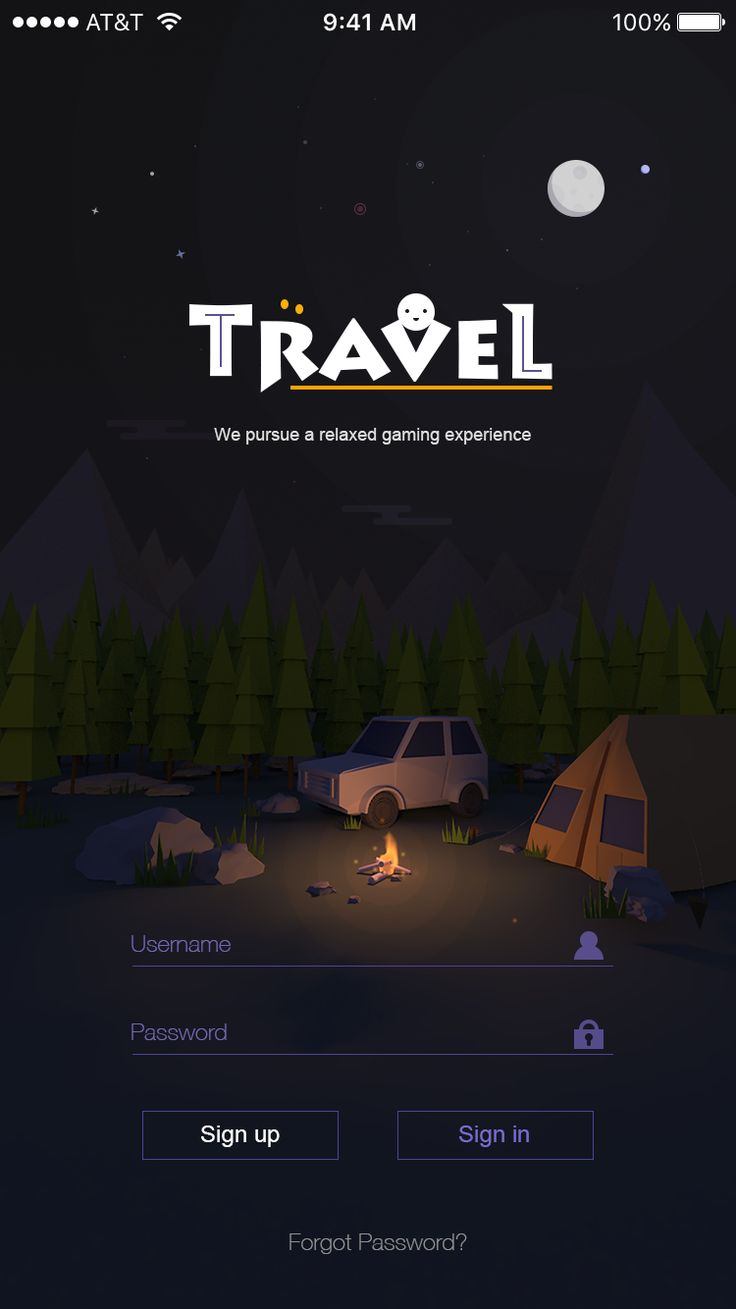 AT&T 9:41 AM 100%
TRAVEL
We pursue a relaxed gaming experience
Username
Password
Sign up Sign in
Forgot Password?